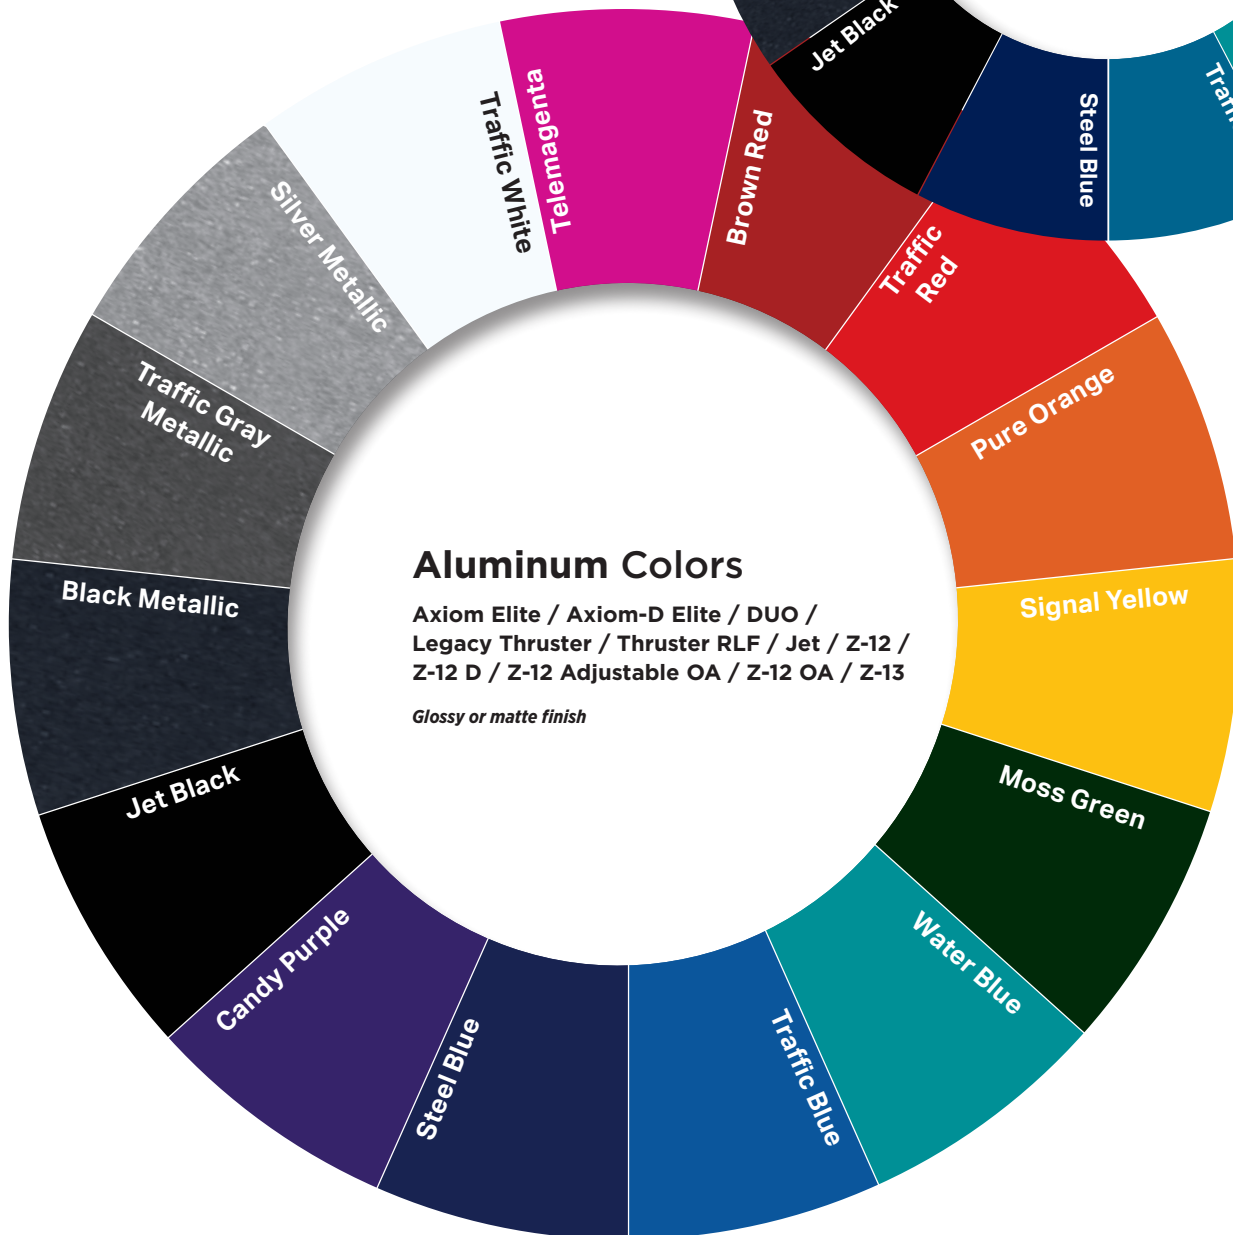 Jet Black
Steel Blue
Telemagenta
Brown Red
Traffic
Red
Pure Orange
Signal Yellow
Moss Green
Water Blue
Traffic Blue
Steel Blue
Candy Purple
Jet Black
Black Metallic
Traffic Gray
Metallic
Silver Metallic
Traffic White
Aluminum Colors
Axiom Elite / Axiom-D Elite / DUO /
Legacy Thruster / Thruster RLF / Jet / Z-12 /
Z-12 D / Z-12 Adjustable OA / Z-12 OA / Z-13
Glossy or matte finish